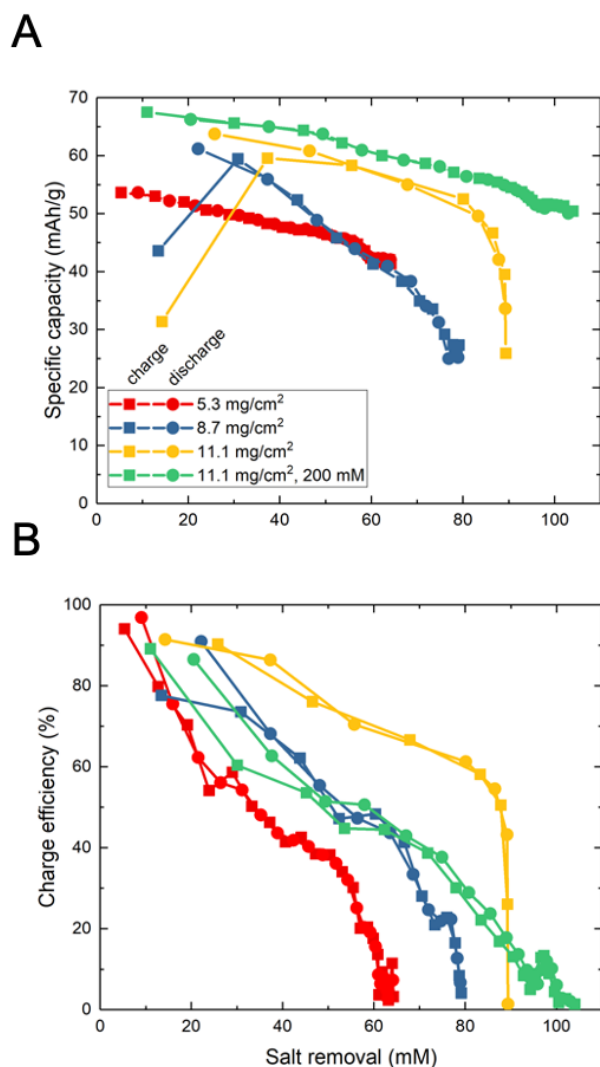 A
70
60
50
40
30
20
10
0
Specific capacity (mAh/g)
charge
discharge
5.3 mg/cm²
8.7 mg/cm²
11.1 mg/cm²
11.1 mg/cm², 200 mM
0 20 40 60 80 100
B
100
80
60
40
20
0
Charge efficiency (%)
0 20 40 60 80 100
Salt removal (mM)